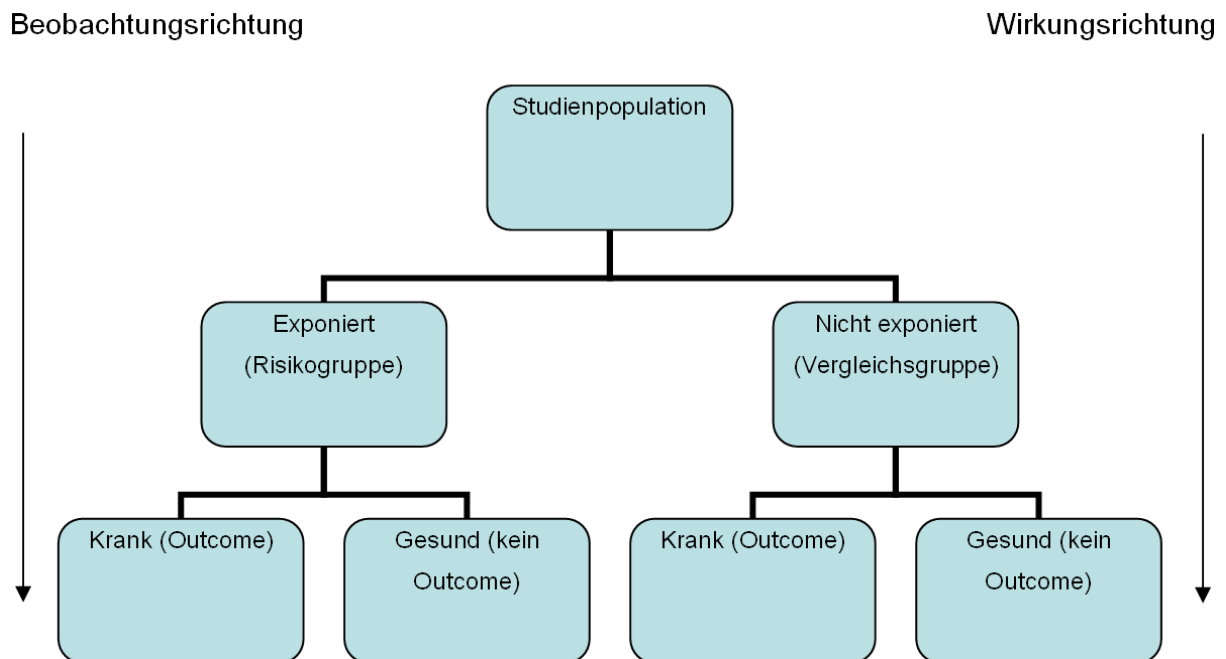 Beobachtungsrichtung
Wirkungsrichtung
Studienpopulation
Exponiert
(Risikogruppe)
Nicht exponiert
(Vergleichsgruppe)
Krank (Outcome)
Gesund (kein
Outcome)
Krank (Outcome)
Gesund (kein
Outcome)